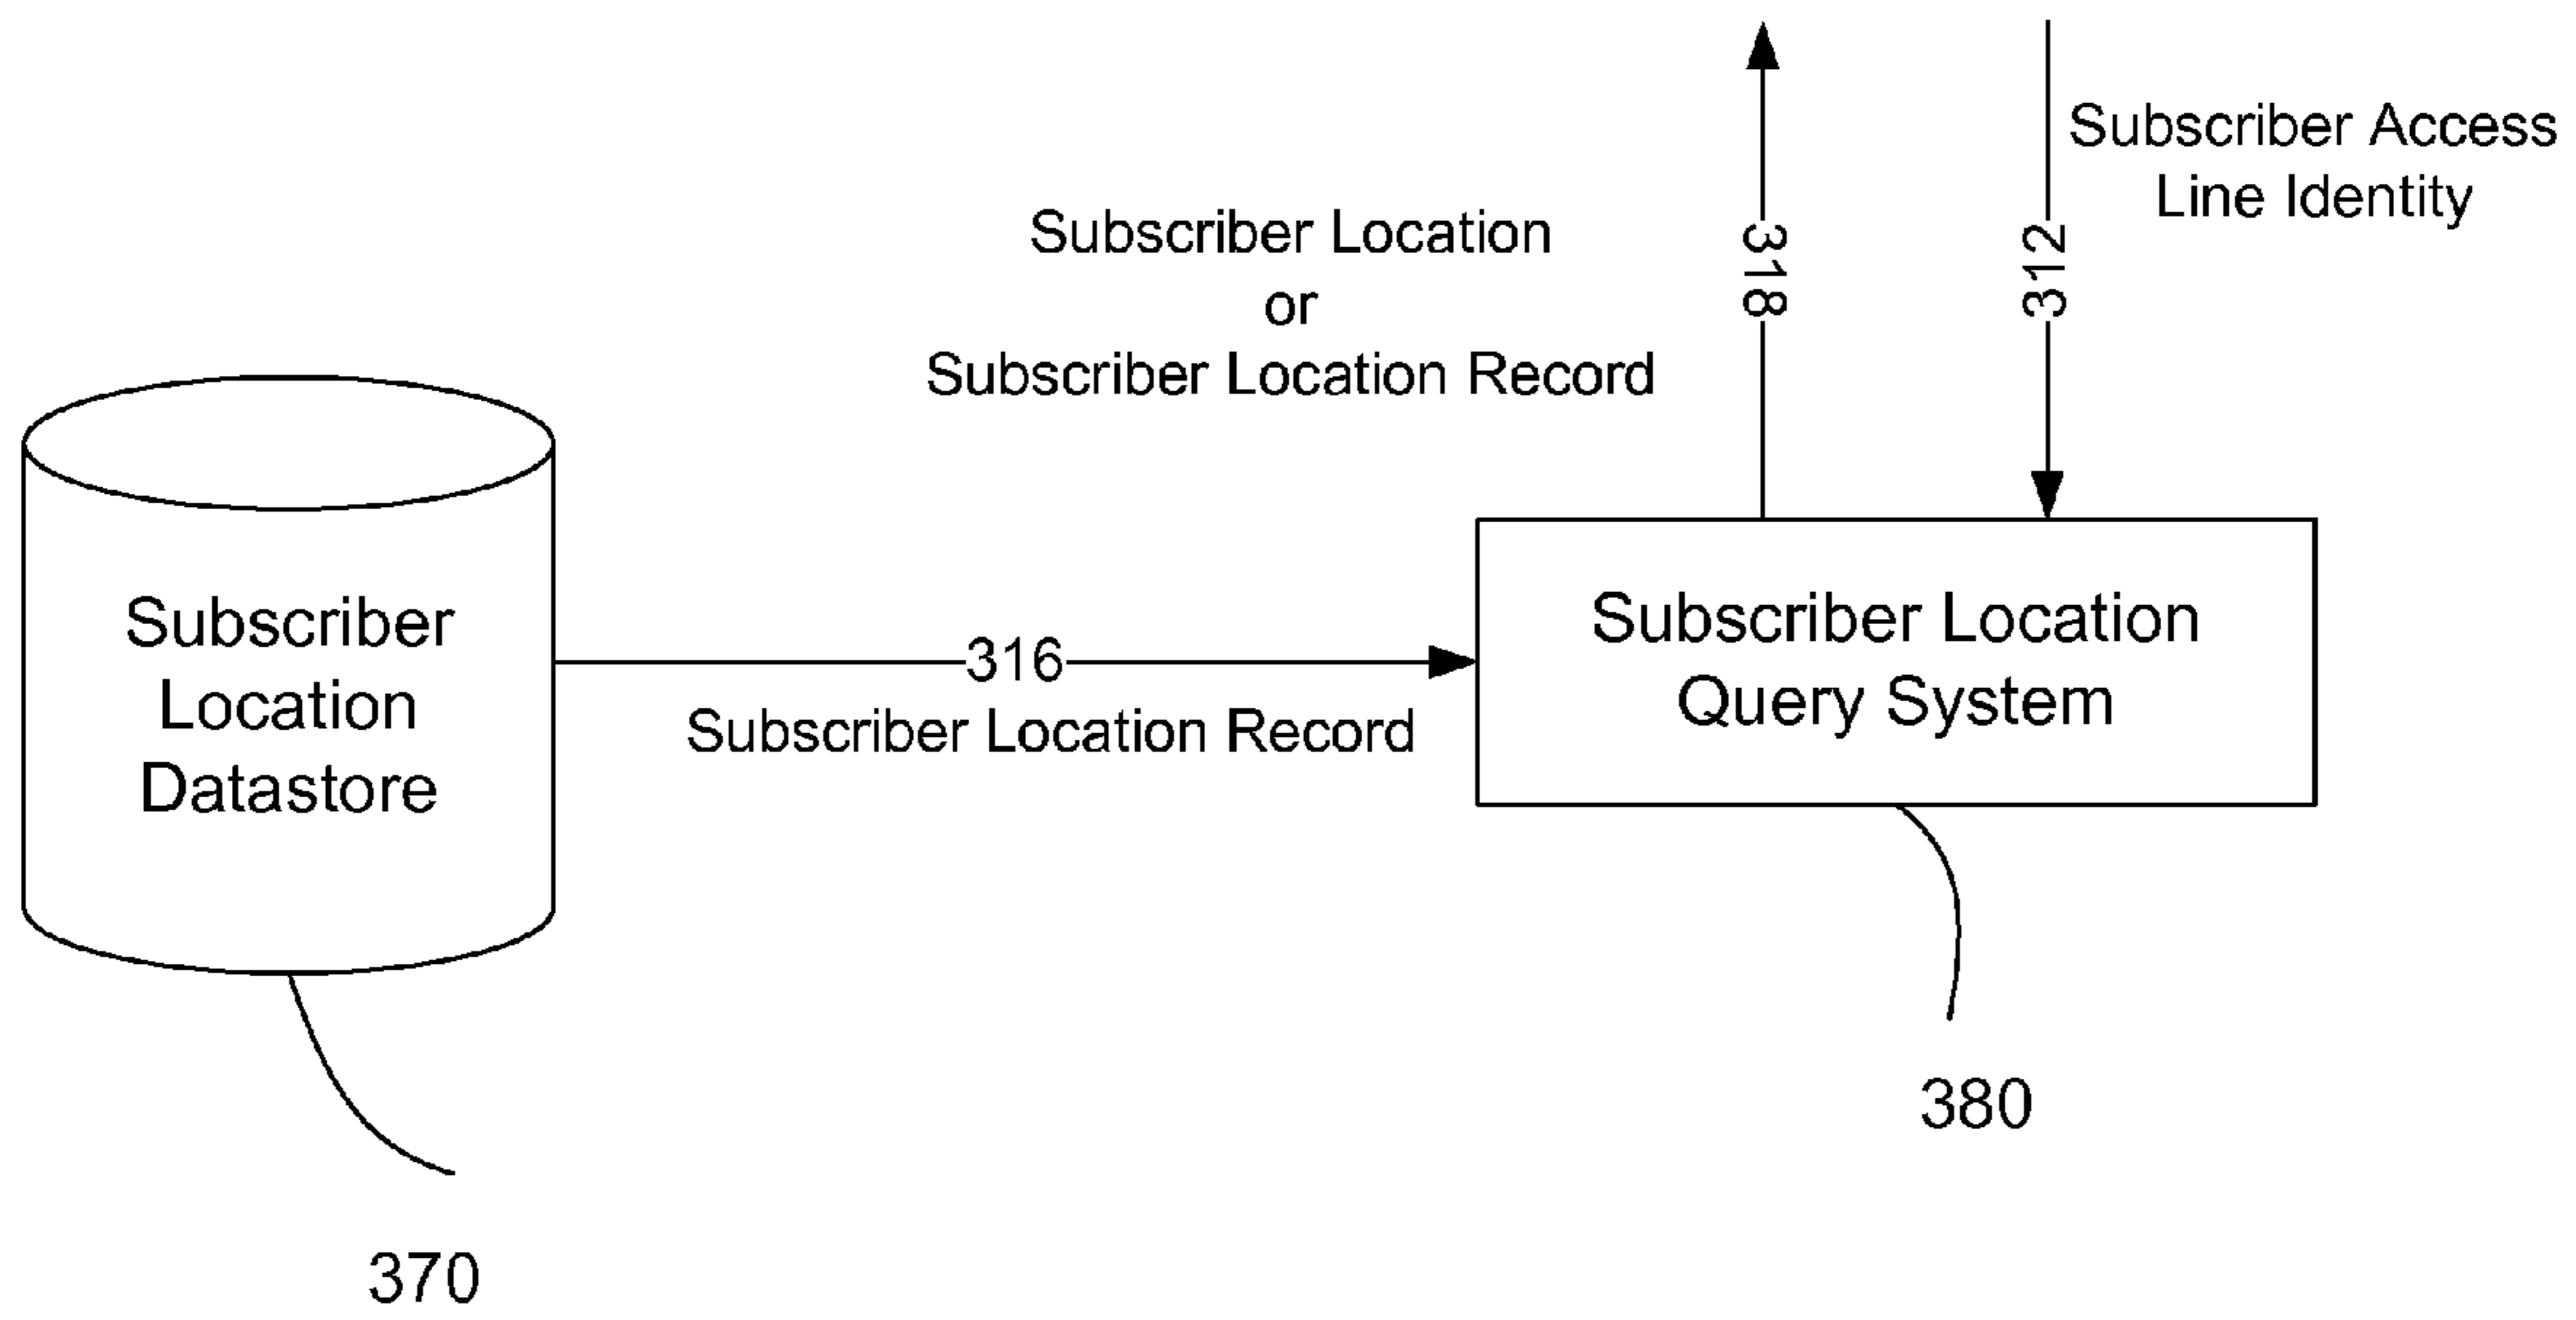 Subscriber Access
Line Identity
318
312
Subscriber Location
or
Subscriber Location Record
Subscriber
Location
Datastore
316
Subscriber Location Record
Subscriber Location
Query System
380
370